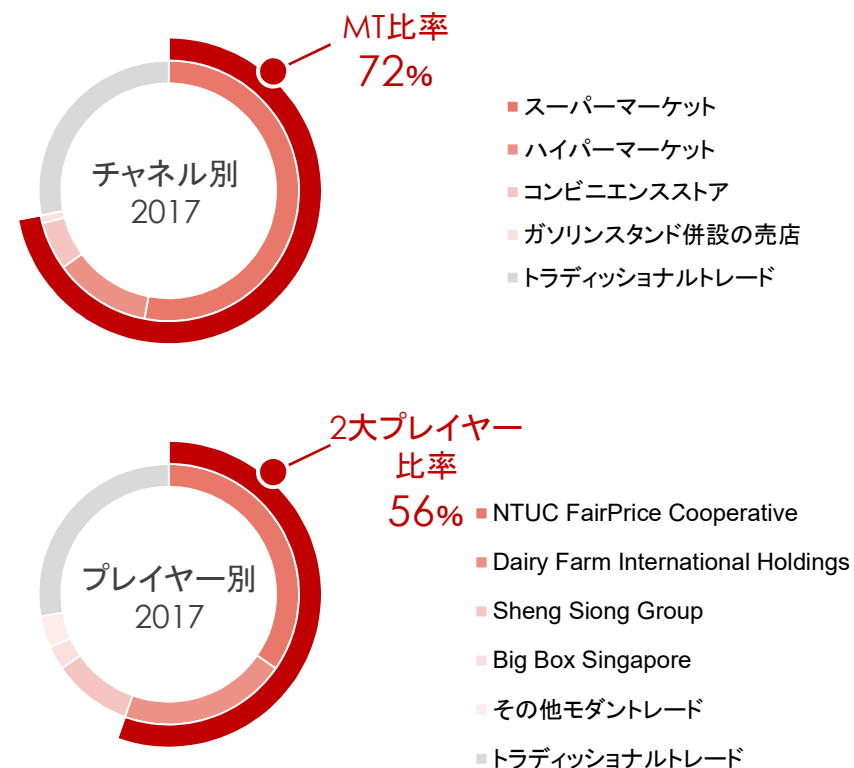 MT比率
72%
チャネル別
2017
スーパーマーケット
ハイパーマーケット
コンビニエンスストア
ガソリンスタンド併設の売店
トラディッショナルトレード
2大プレイヤー
比率
56%
プレイヤー別
2017
NTUC FairPrice Cooperative
Dairy Farm International Holdings
Sheng Siong Group
Big Box Singapore
その他モダントレード
トラディッショナルトレード